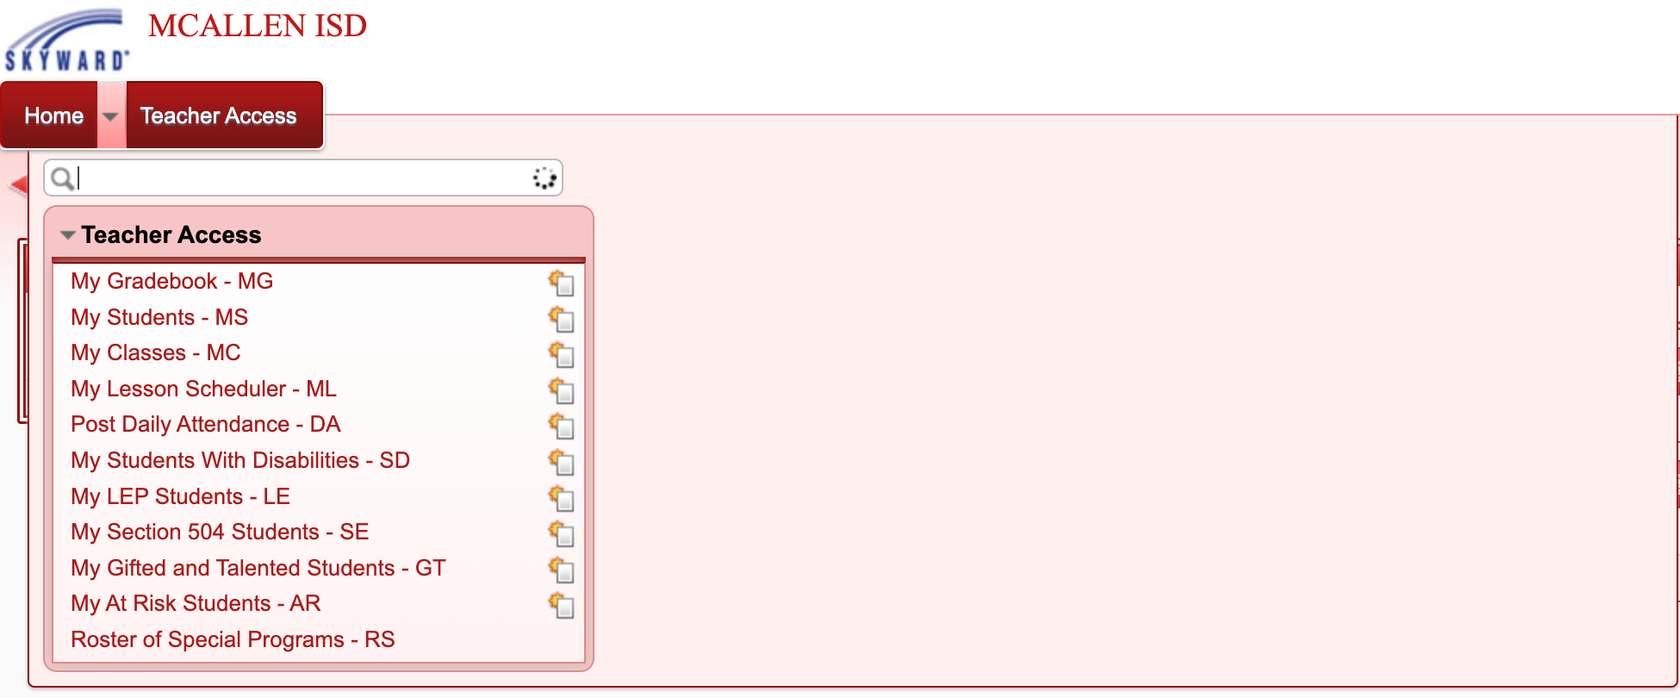 SKYWARD
MCALLEN ISD
Home
Teacher Access
Teacher Access
My Gradebook - MG
My Students - MS
My Classes - MC
My Lesson Scheduler - ML
Post Daily Attendance - DA
My Students With Disabilities - SD
My LEP Students - LE
My Section 504 Students - SE
My Gifted and Talented Students - GT
My At Risk Students - AR
Roster of Special Programs - RS